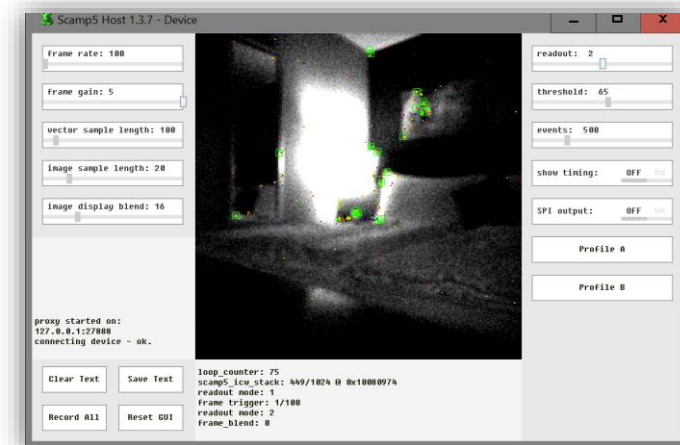 Scamp5 Host 1.3.7 - Device
frame rate: 100
frame gain: 5
vector sample length: 100
image sample length: 20
image display blend: 16
proxy started on:
127.0.0.1:27888
connecting device - ok.
Clear Text
Save Text
Record All
Reset GUI
loop_counter: 75
scamp5_icw_stack: 449/1024 @ 0x10080974
readout mode: 1
frame trigger: 1/100
readout mode: 2
frame_blend: 0
readout: 2
threshold: 65
events: 500
show timing: OFF
SPI output: OFF
Profile A
Profile B